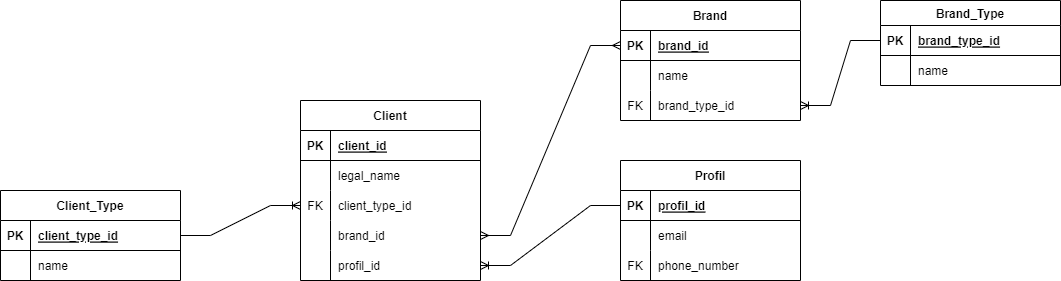 Brand
PK brand_id
name
FK brand_type_id
Brand_Type
PK brand_type_id
name
Client
PK client_id
legal_name
FK client_type_id
brand_id
profil_id
Profil
PK profil_id
email
FK phone_number
Client_Type
PK client_type_id
name